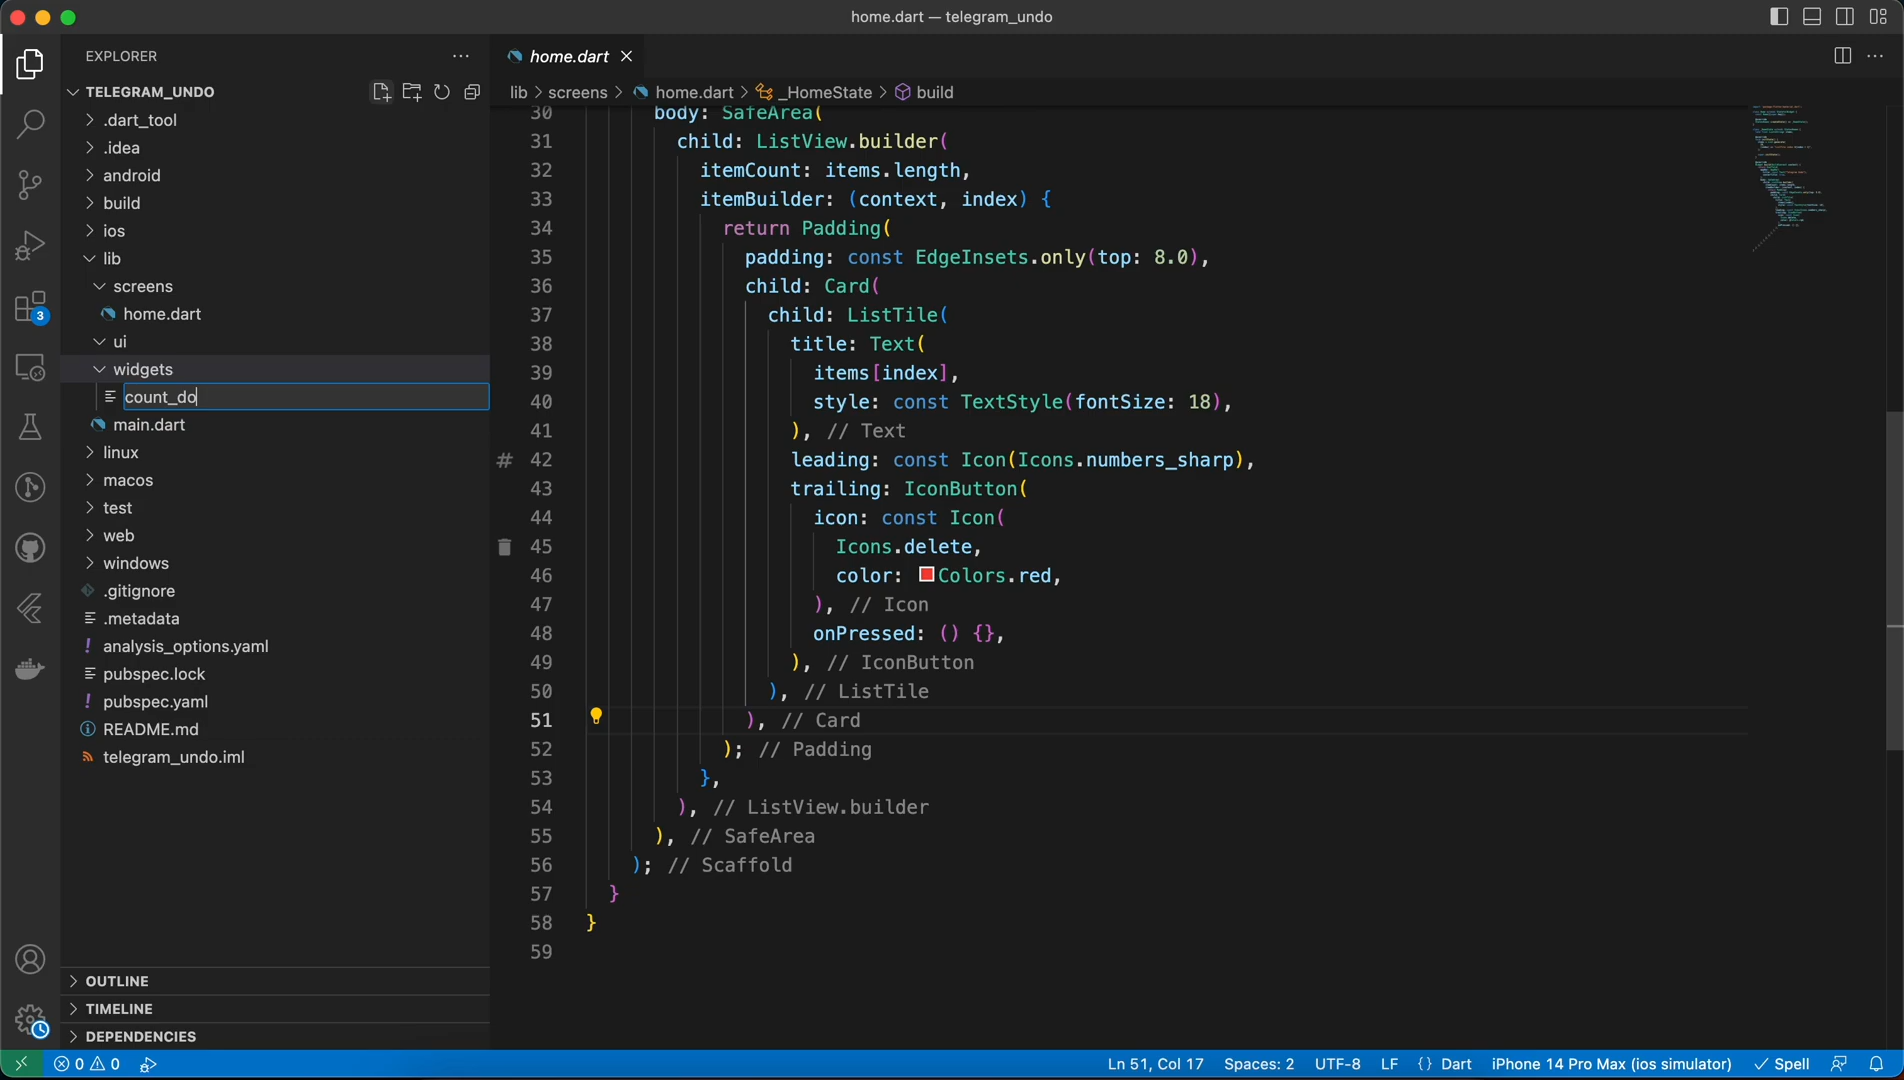 home.dart — telegram_undo
EXPLORER
TELEGRAM_UNDO
.dart_tool
.idea
android
build
ios
lib
screens
home.dart
ui
widgets
count_do
main.dart
linux
macos
test
web
windows
.gitignore
.metadata
analysis_options.yaml
pubspec.lock
pubspec.yaml
README.md
telegram_undo.iml
OUTLINE
TIMELINE
DEPENDENCIES
3
home.dart
lib > screens > home.dart > _HomeState > build
30 body: SafeArea(
31 child: ListView.builder(
32 itemCount: items.length,
33 itemBuilder: (context, index) {
34 return Padding(
35 padding: const EdgeInsets.only(top: 8.0),
36 child: Card(
37 child: ListTile(
38 title: Text(
39 items[index],
40 style: const TextStyle(fontSize: 18),
41 ), // Text
# 42 leading: const Icon(Icons.numbers_sharp),
43 trailing: IconButton(
44 icon: const Icon(
45 Icons.delete,
46 color: Colors.red,
47 ), // Icon
48 onPressed: () {},
49 ), // IconButton
50 ), // ListTile
51 ), // Card
52 ); // Padding
53 },
54 ), // ListView.builder
55 ), // SafeArea
56 ); // Scaffold
57 }
58 }
59
0 0
Ln 51, Col 17 Spaces: 2 UTF-8 LF {} Dart iPhone 14 Pro Max (ios simulator) Spell